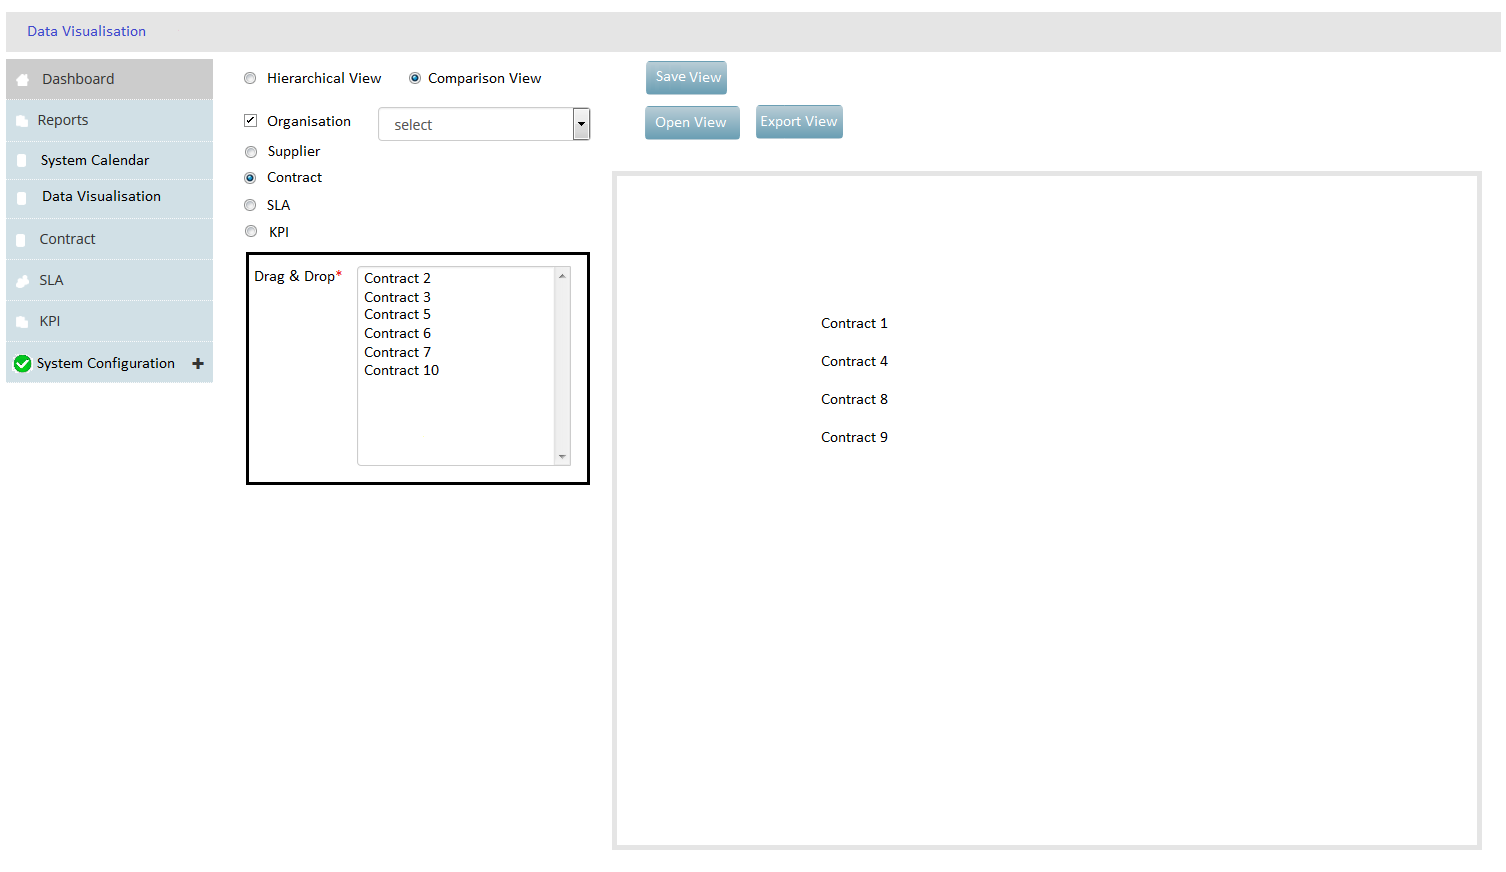 Data Visualisation
Dashboard
Reports
System Calendar
Data Visualisation
Contract
SLA
KPI
System Configuration
Hierarchical View
Comparison View
Organisation
select
Supplier
Contract
SLA
KPI
Drag & Drop*
Contract 2
Contract 3
Contract 5
Contract 6
Contract 7
Contract 10
Save View
Open View
Export View
Contract 1
Contract 4
Contract 8
Contract 9